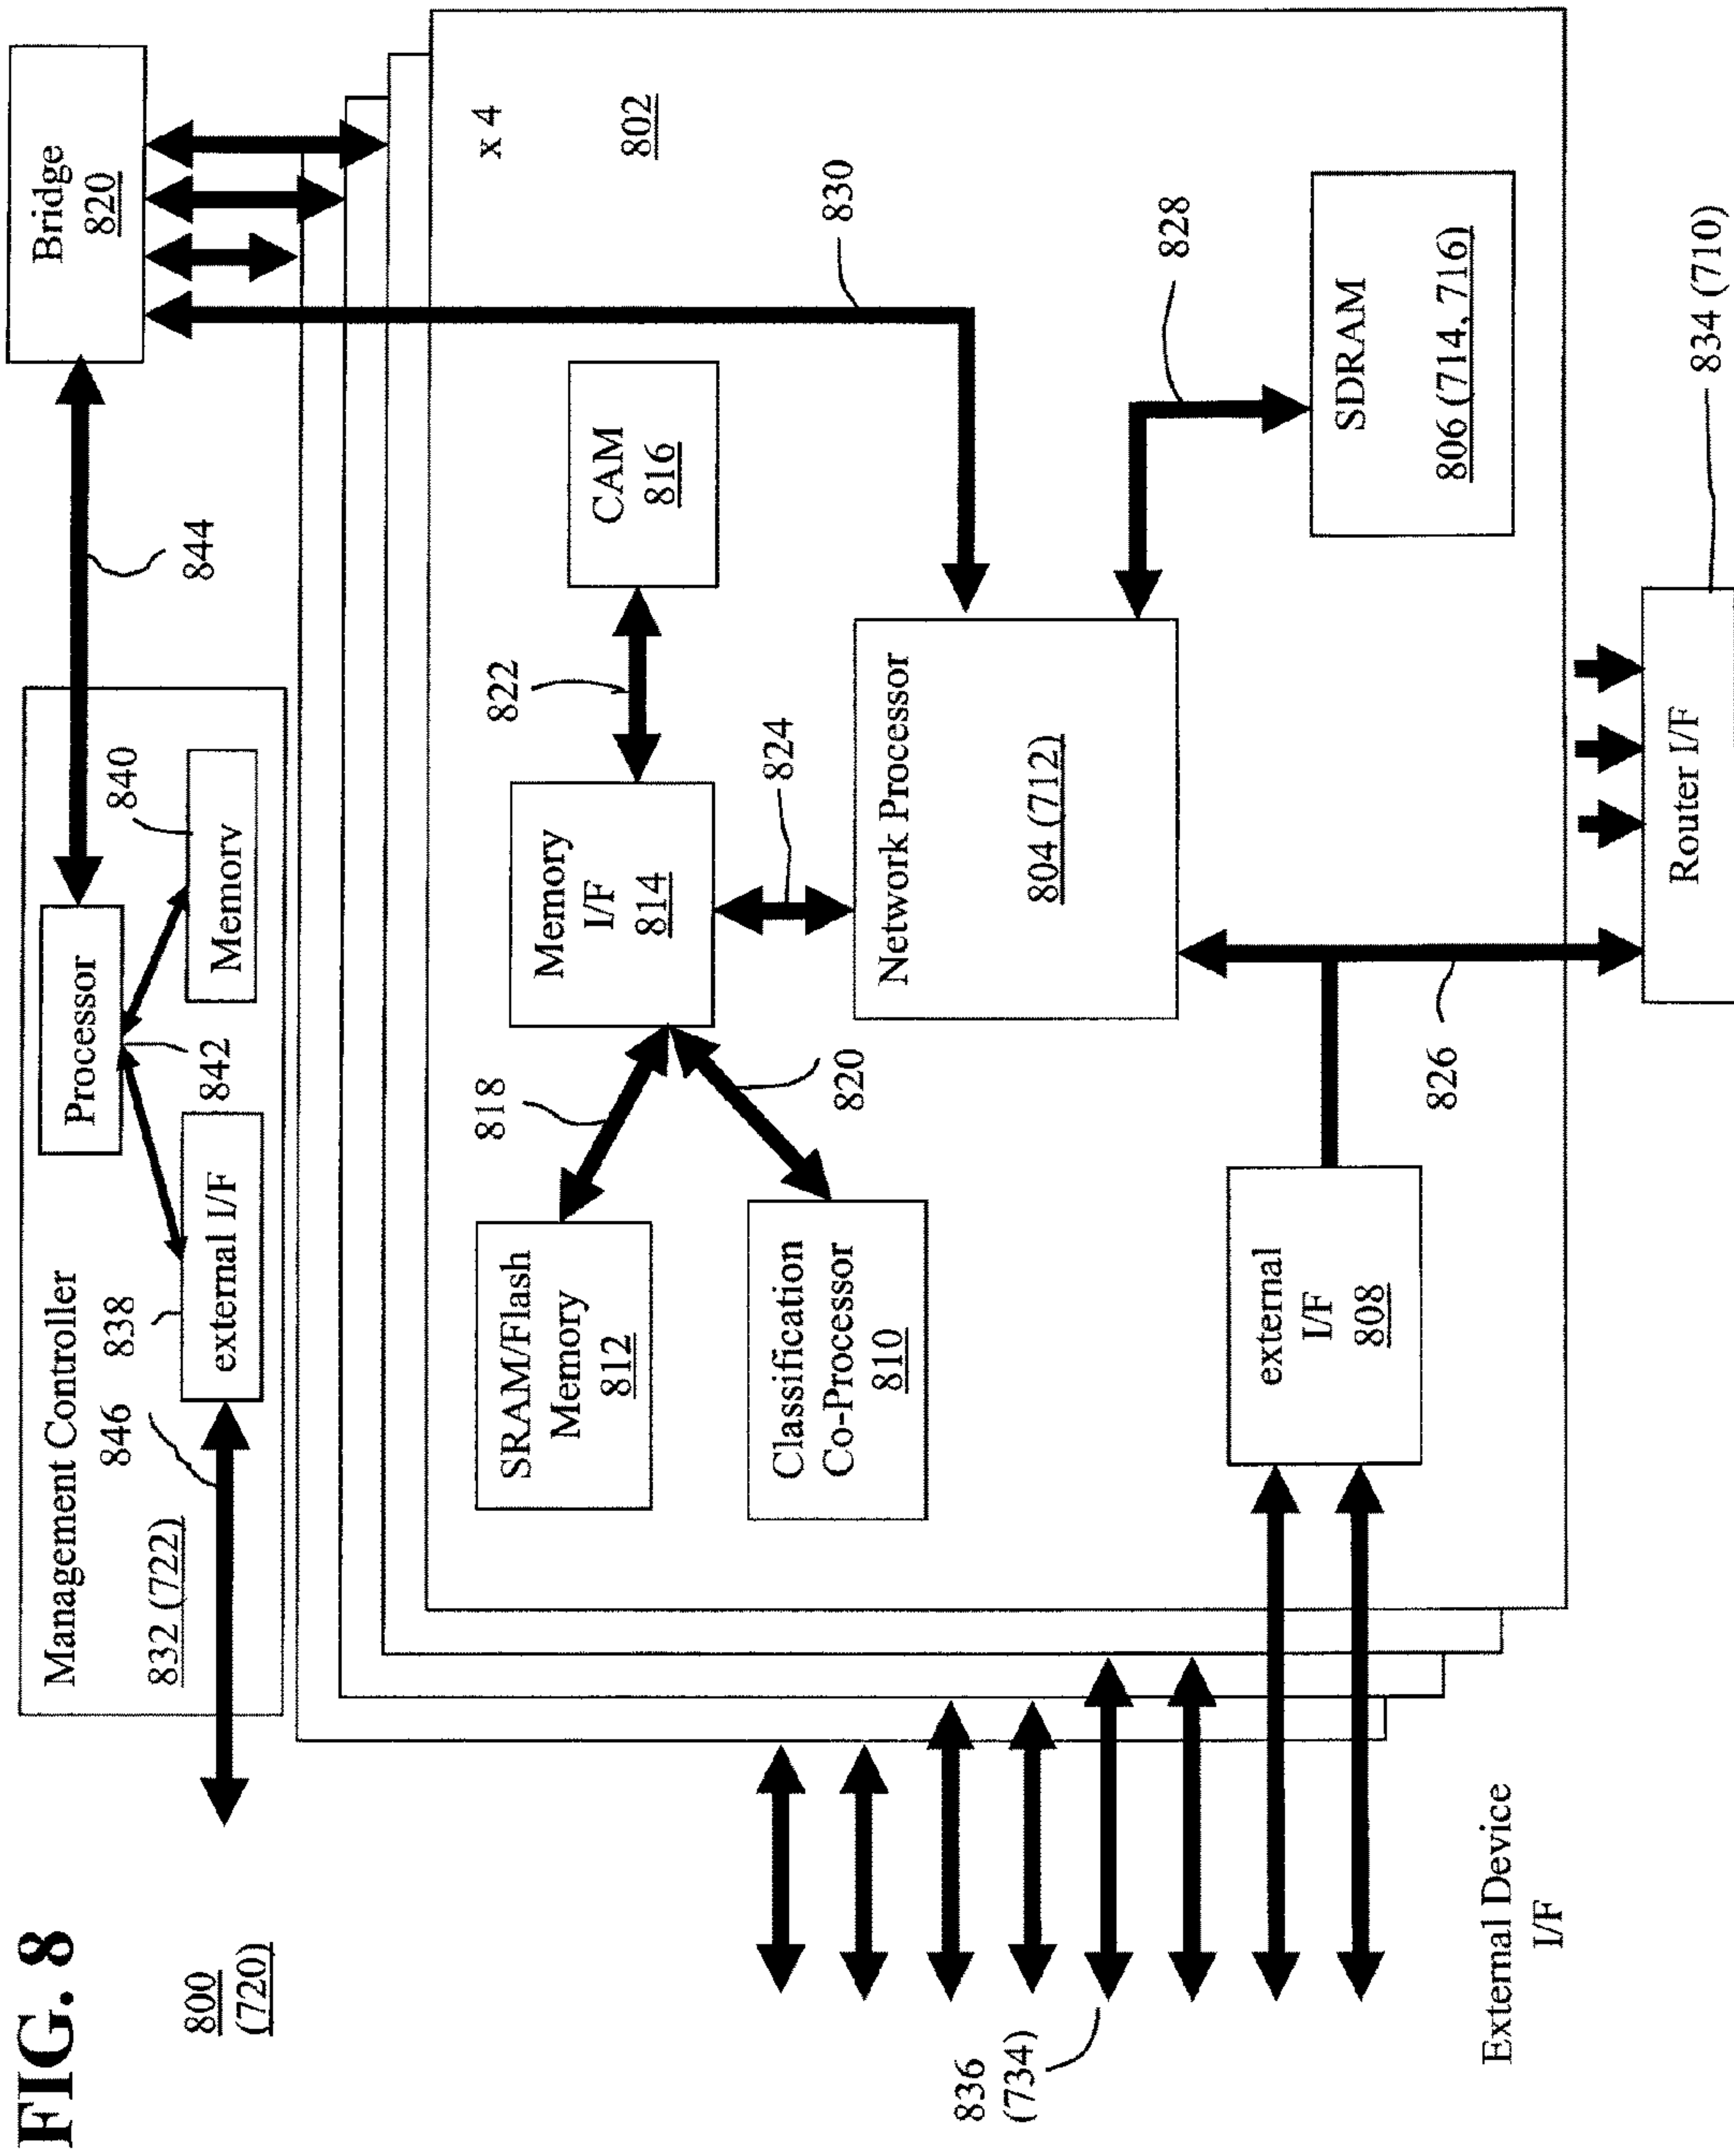 FIG. 8
800
(720)
Management Controller
832 (722)
846
838
external I/F
842
Processor
840
Memory
844
Bridge
820
x 4
802
SRAM/Flash
Memory
812
818
Memory
I/F
814
822
CAM
816
830
Classification
Co-Processor
810
820
824
Network Processor
804 (712)
828
SDRAM
806 (714, 716)
external
I/F
808
826
836
(734)
External Device
I/F
Router I/F
834 (710)